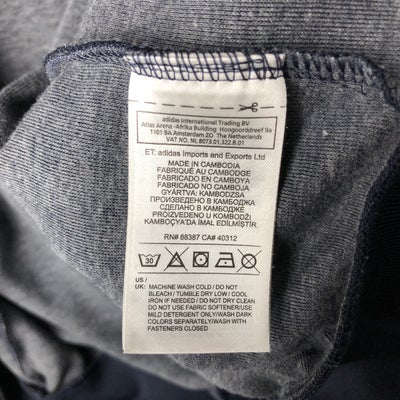 adidas International Trading BV
Atlas Arena -Afrika Building Hoogoorddreef 9a
1101 BA Amsterdam ZO The Netherlands
VAT NO. NL 8073.01.322.B.01
ET: adidas Imports and Exports Ltd
MADE IN CAMBODIA
FABRIQUÉ AU CAMBODGE
FABRICADO EN CAMBOYA
FABRICADO NO CAMBOJA
GYÁRTVA: KAMBODZSA
ПРОИЗВЕДЕНО В КАМБОДЖА
СДЕЛАНО В КАМБОДЖЕ
PROIZVEDENO U KOMBODŽI
KAMBOÇYA'DA İMAL EDİLMİŞTİR.
RN# 88387 CA# 40312
30
US /
UK: MACHINE WASH COLD / DO NOT
BLEACH / TUMBLE DRY LOW / COOL
IRON IF NEEDED / DO NOT DRY CLEAN
DO NOT USE FABRIC SOFTENER/USE
MILD DETERGENT ONLY/WASH DARK
COLORS SEPARATELY/WASH WITH
FASTENERS CLOSED